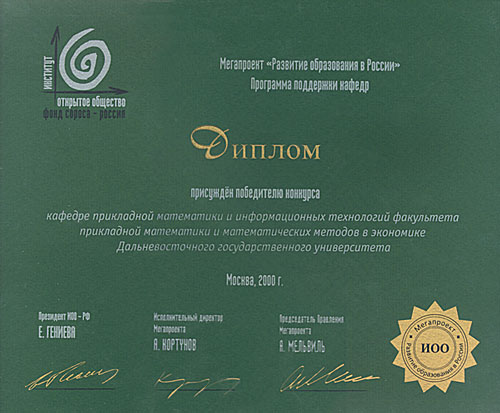 ИНСТИТУТ
ОТКРЫТОЕ ОБЩЕСТВО
ФОНД СОРОСА - РОССИЯ
Мегапроект «Развитие образования в России»
Программа поддержки кафедр
Диплом
присуждён победителю конкурса
кафедре прикладной математики и информационных технологий факультета
прикладной математики и математических методов в экономике
Дальневосточного государственного университета
Москва, 2000 г.
Президент ИОО - РФ
Е. ГЕНИЕВА
Исполнительный директор
Мегапроекта
А. КОРТУНОВ
Председатель Правления
Мегапроекта
А. МЕЛЬВИЛЬ
Мегапроект
ИОО
Развитие образования в России